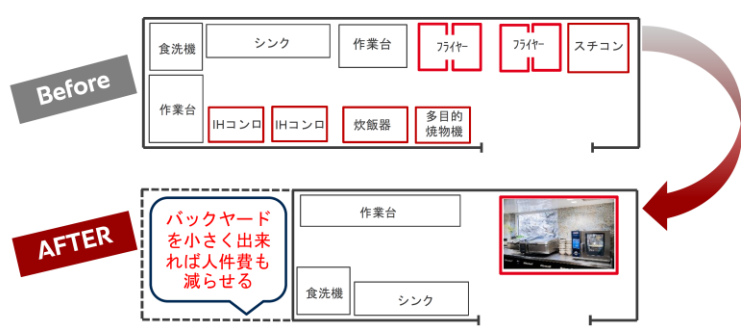 Before
食洗機
シンク
作業台
フライヤー
フライヤー
スチコン
作業台
IHコンロ
IHコンロ
炊飯器
多目的
焼物機
AFTER
バックヤード
を小さく出来
れば人件費も
減らせる
作業台
食洗機
シンク